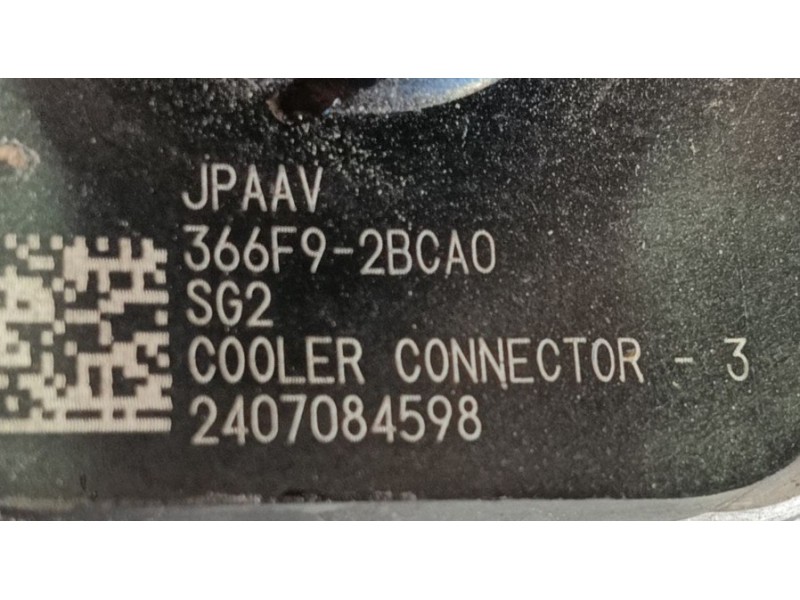 JPAAV
366F9-2BCA0
SG2
COOLER CONNECTOR - 3
2407084598